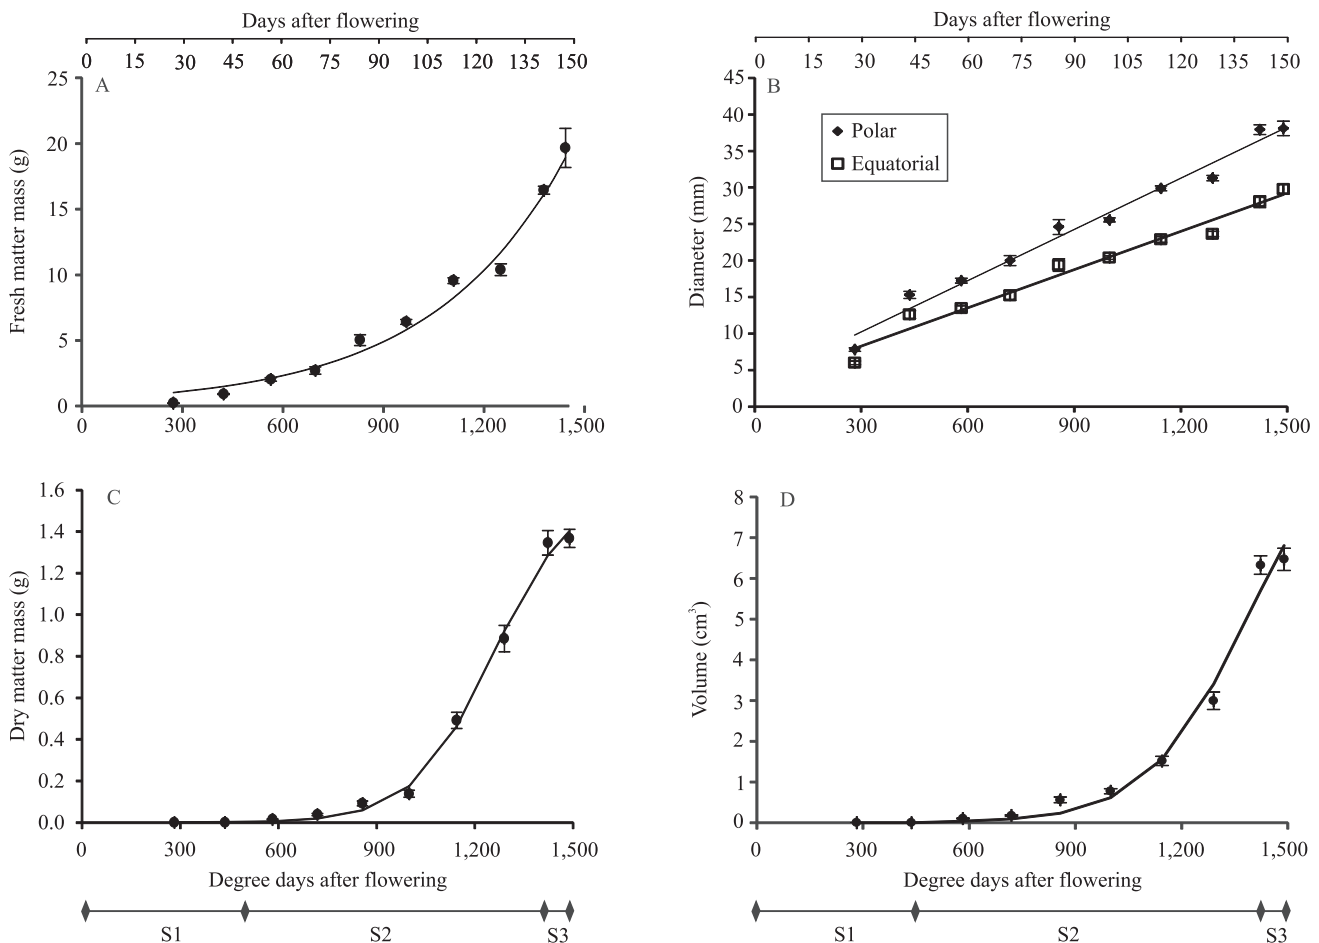 Days after flowering
0 15 30 45 60 75 90 105 120 135 150
A
Fresh matter mass (g)
25
20
15
10
5
0
0 300 600 900 1,200 1,500
Days after flowering
0 15 30 45 60 75 90 105 120 135 150
B
Polar
Equatorial
Diameter (mm)
45
40
35
30
25
20
15
10
5
0
0 300 600 900 1,200 1,500
C
Dry matter mass (g)
1.6
1.4
1.2
1.0
0.8
0.6
0.4
0.2
0.0
0 300 600 900 1,200 1,500
Degree days after flowering
S1 S2 S3
D
Volume (cm³)
8
7
6
5
4
3
2
1
0
0 300 600 900 1,200 1,500
Degree days after flowering
S1 S2 S3